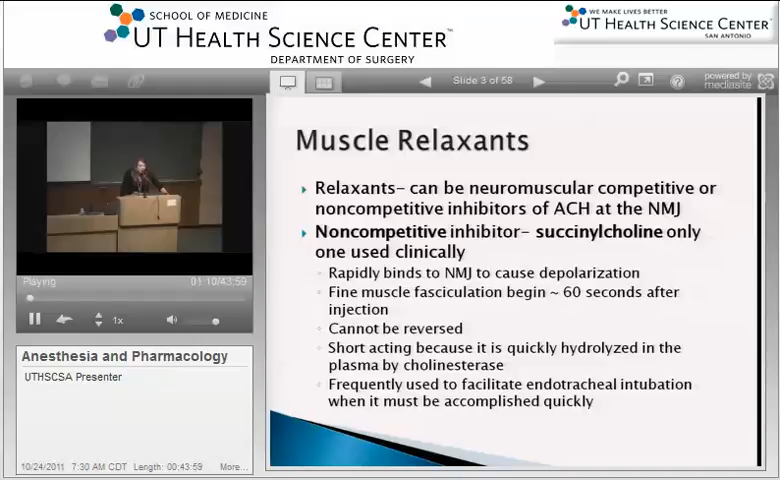 SCHOOL OF MEDICINE
UT HEALTH SCIENCE CENTER™
DEPARTMENT OF SURGERY
WE MAKE LIVES BETTER
UT HEALTH SCIENCE CENTER
SAN ANTONIO
Slide 3 of 58
powered by
mediasite
Playing
01:10/43:59
1x
Anesthesia and Pharmacology
UTHSCSA Presenter
10/24/2011 7:30 AM CDT Length: 00:43:59 More...
Muscle Relaxants
Relaxants– can be neuromuscular competitive or
noncompetitive inhibitors of ACH at the NMJ
Noncompetitive inhibitor– succinylcholine only
one used clinically
Rapidly binds to NMJ to cause depolarization
Fine muscle fasciculation begin ~ 60 seconds after
injection
Cannot be reversed
Short acting because it is quickly hydrolyzed in the
plasma by cholinesterase
Frequently used to facilitate endotracheal intubation
when it must be accomplished quickly